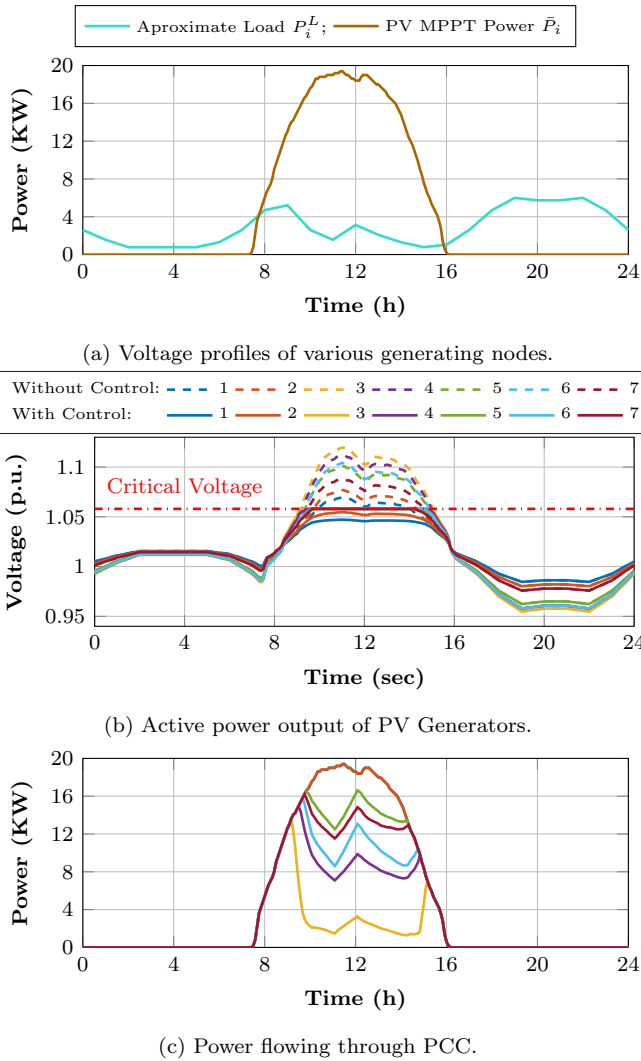 Aproximate Load P_i^L; PV MPPT Power P̄_i
20
16
12
8
4
0
Power (KW)
0 4 8 12 16 20 24
Time (h)
(a) Voltage profiles of various generating nodes.
Without Control: 1 2 3 4 5 6 7
With Control: 1 2 3 4 5 6 7
1.1
1.05
1
0.95
Voltage (p.u.)
Critical Voltage
0 4 8 12 16 20 24
Time (sec)
(b) Active power output of PV Generators.
20
16
12
8
4
0
Power (KW)
0 4 8 12 16 20 24
Time (h)
(c) Power flowing through PCC.